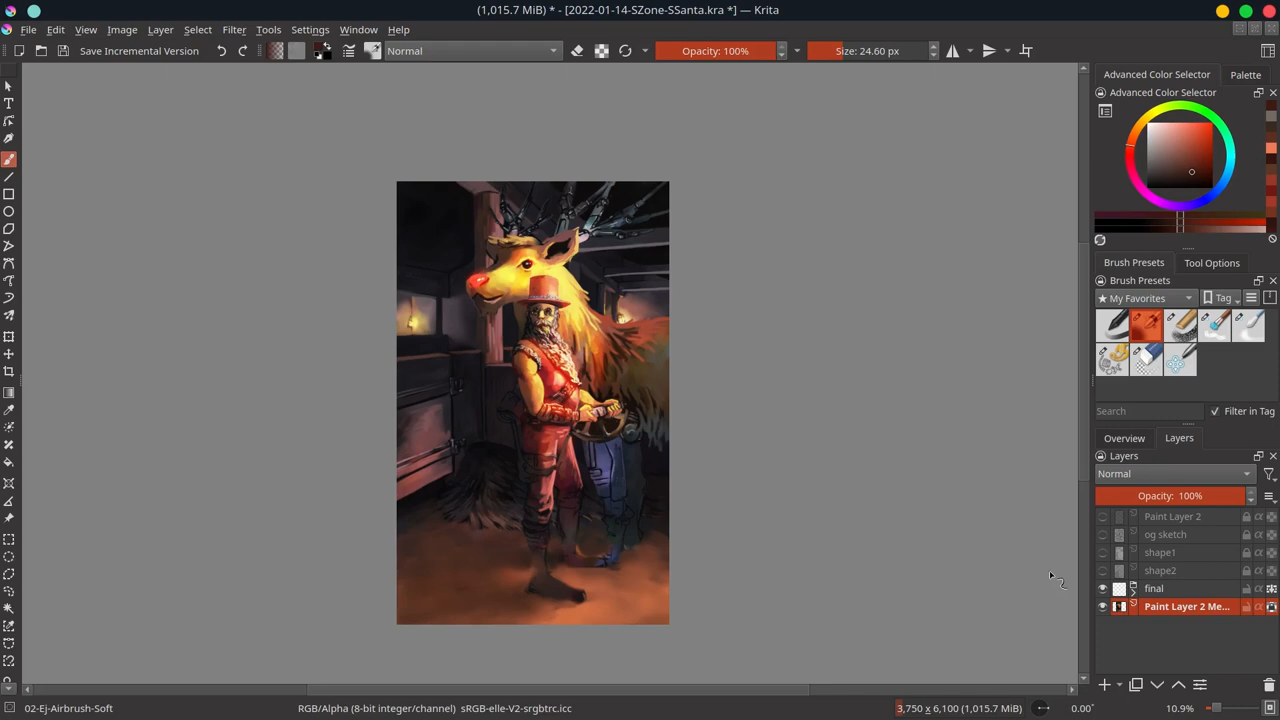 (1,015.7 MiB) * - [2022-01-14-SZone-SSanta.kra *] — Krita
File Edit View Image Filter Layer Select Tools Settings Window Help
Save Incremental Version Normal Opacity: 100% Size: 24.60 px
Advanced Color Selector Palette
Advanced Color Selector
Brush Presets Tool Options
Brush Presets
★ My Favorites Tag
Search Filter in Tag
Overview Layers
Layers
Normal
Opacity: 100%
Paint Layer 2
og sketch
shape1
shape2
final
Paint Layer 2 Me...
02-Ej-Airbrush-Soft RGB/Alpha (8-bit integer/channel) sRGB-elle-V2-srgbtrc.icc 3,750 x 6,100 (1,015.7 MiB) 0.00° 10.9%